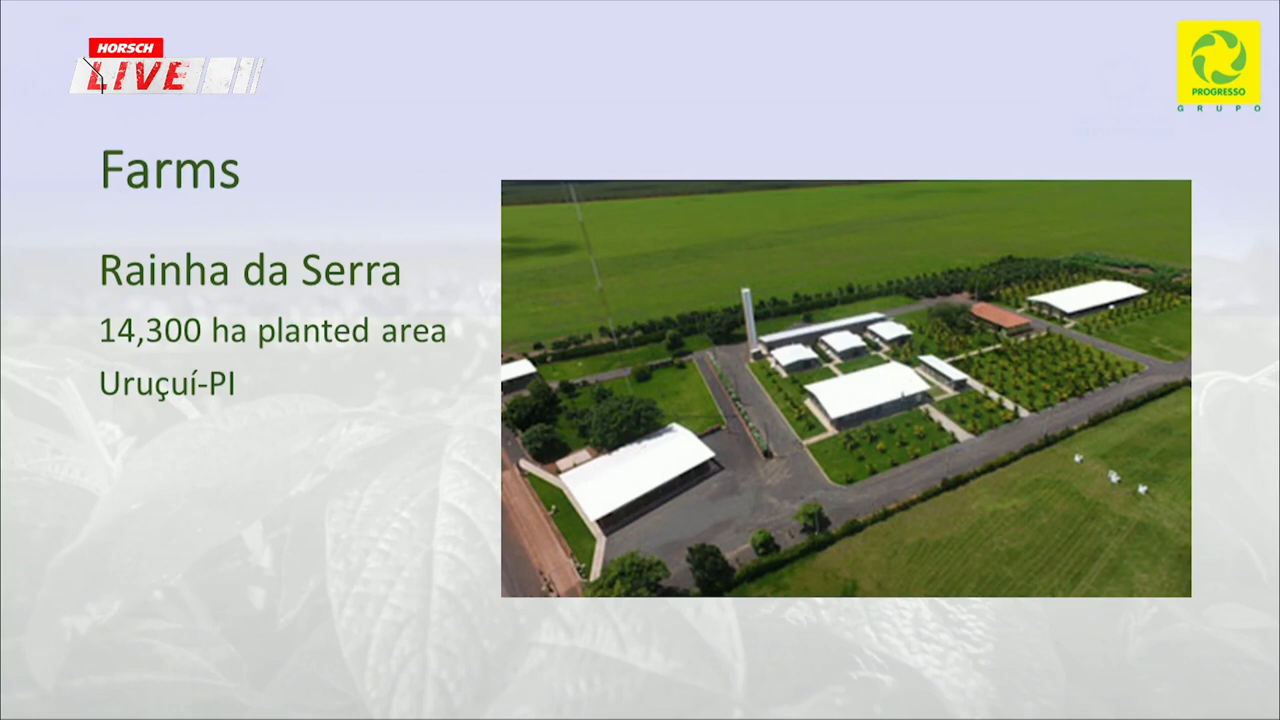 HORSCH
LIVE
PROGRESSO
GRUPO
Farms
Rainha da Serra
14,300 ha planted area
Uruçuí-PI